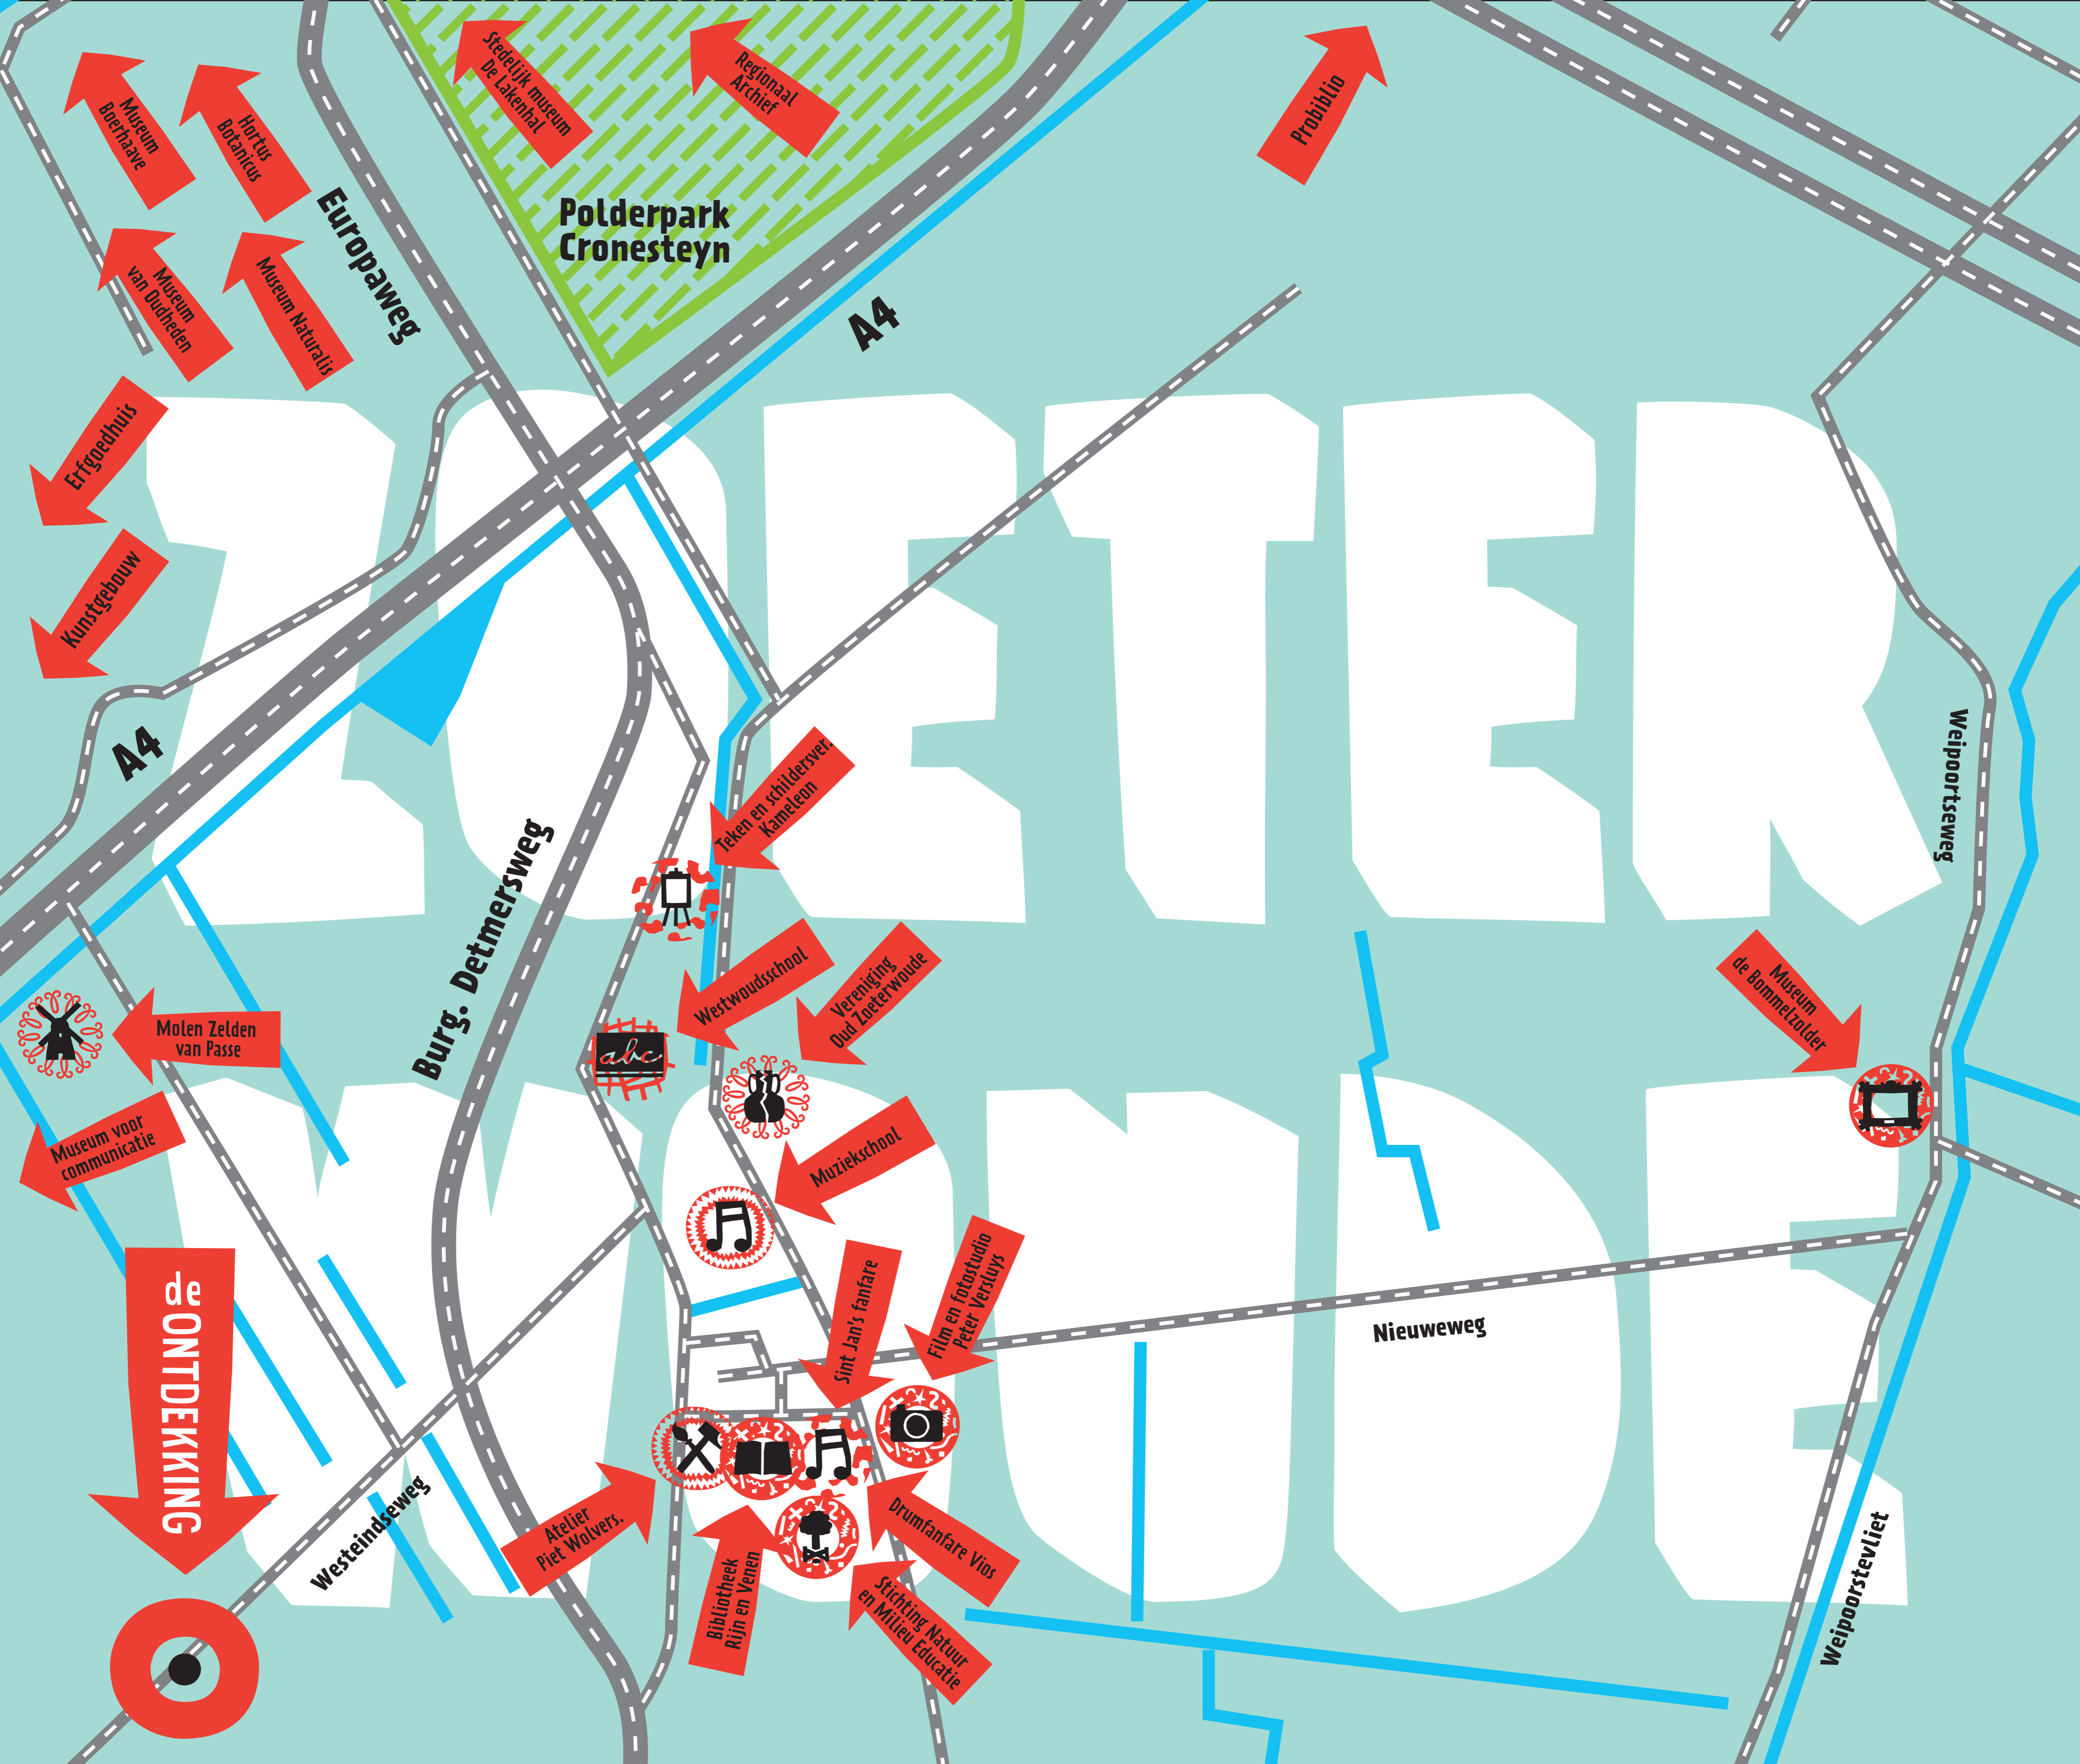 Stedelijk museum
De Lakenhal
Regionaal
Archief
Probiblio
Museum
Boerhaave
Hortus
Botanicus
Europaweg
Polderpark
Cronesteyn
Museum
van Oudheden
Museum Naturalis
A4
Erfgoedhuis
Kunstgebouw
ZOETER
A4
Weipoortseweg
Teken en schildersver.
Kameleon
Burg. Detmersweg
Westwoudsschool
Vereniging
Oud Zoeterwoude
Museum
de Bommelzolder
Molen Zelden
van Passe
abc
WOUDE
Museum voor
communicatie
Muziekschool
de
ONTDEKKING
Sint Jan's fanfare
Film en fotostudio
Peter Versluys
Nieuweweg
Westeindseweg
Atelier
Piet Wolvers.
Bibliotheek
Rijn en Venen
Drumfanfare Vios
Stichting Natuur
en Milieu Educatie
Weipoorstevliet